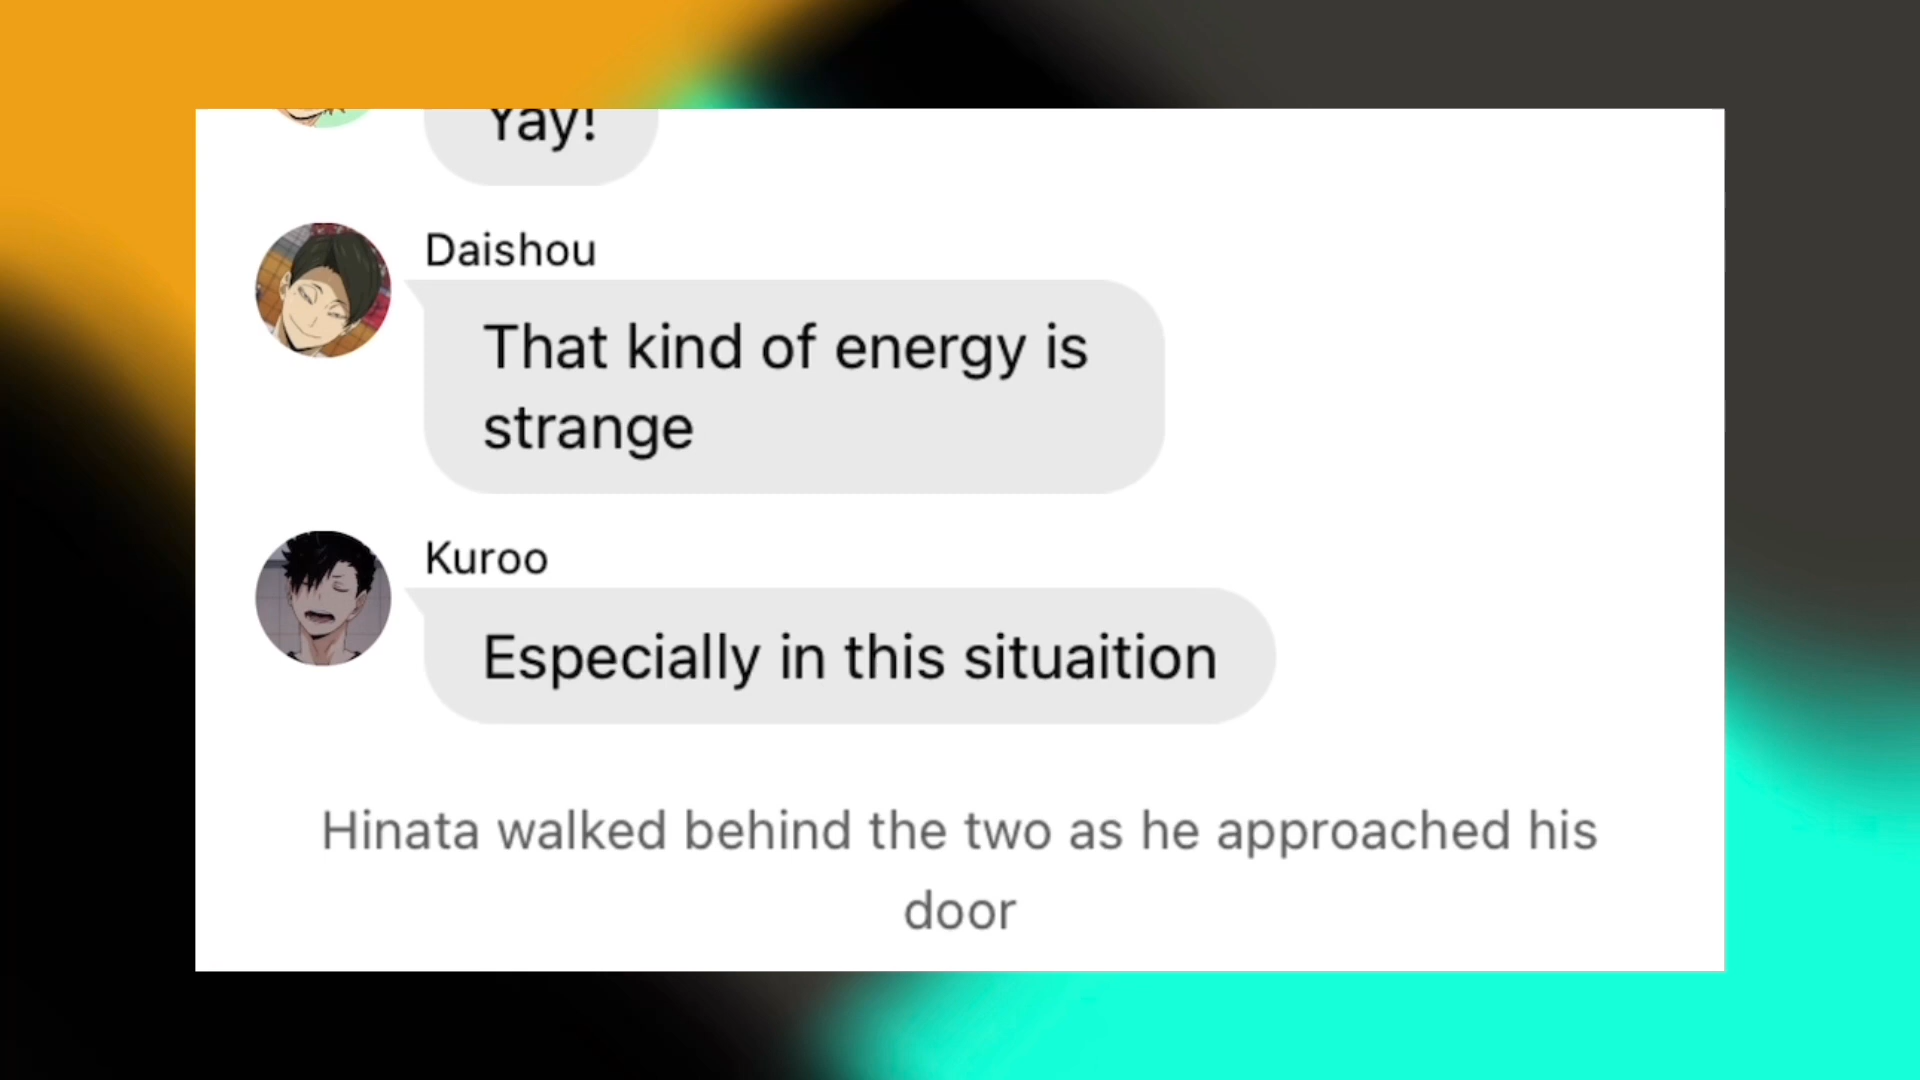 Yay!
Daishou
That kind of energy is
strange
Kuroo
Especially in this situaition
Hinata walked behind the two as he approached his
door